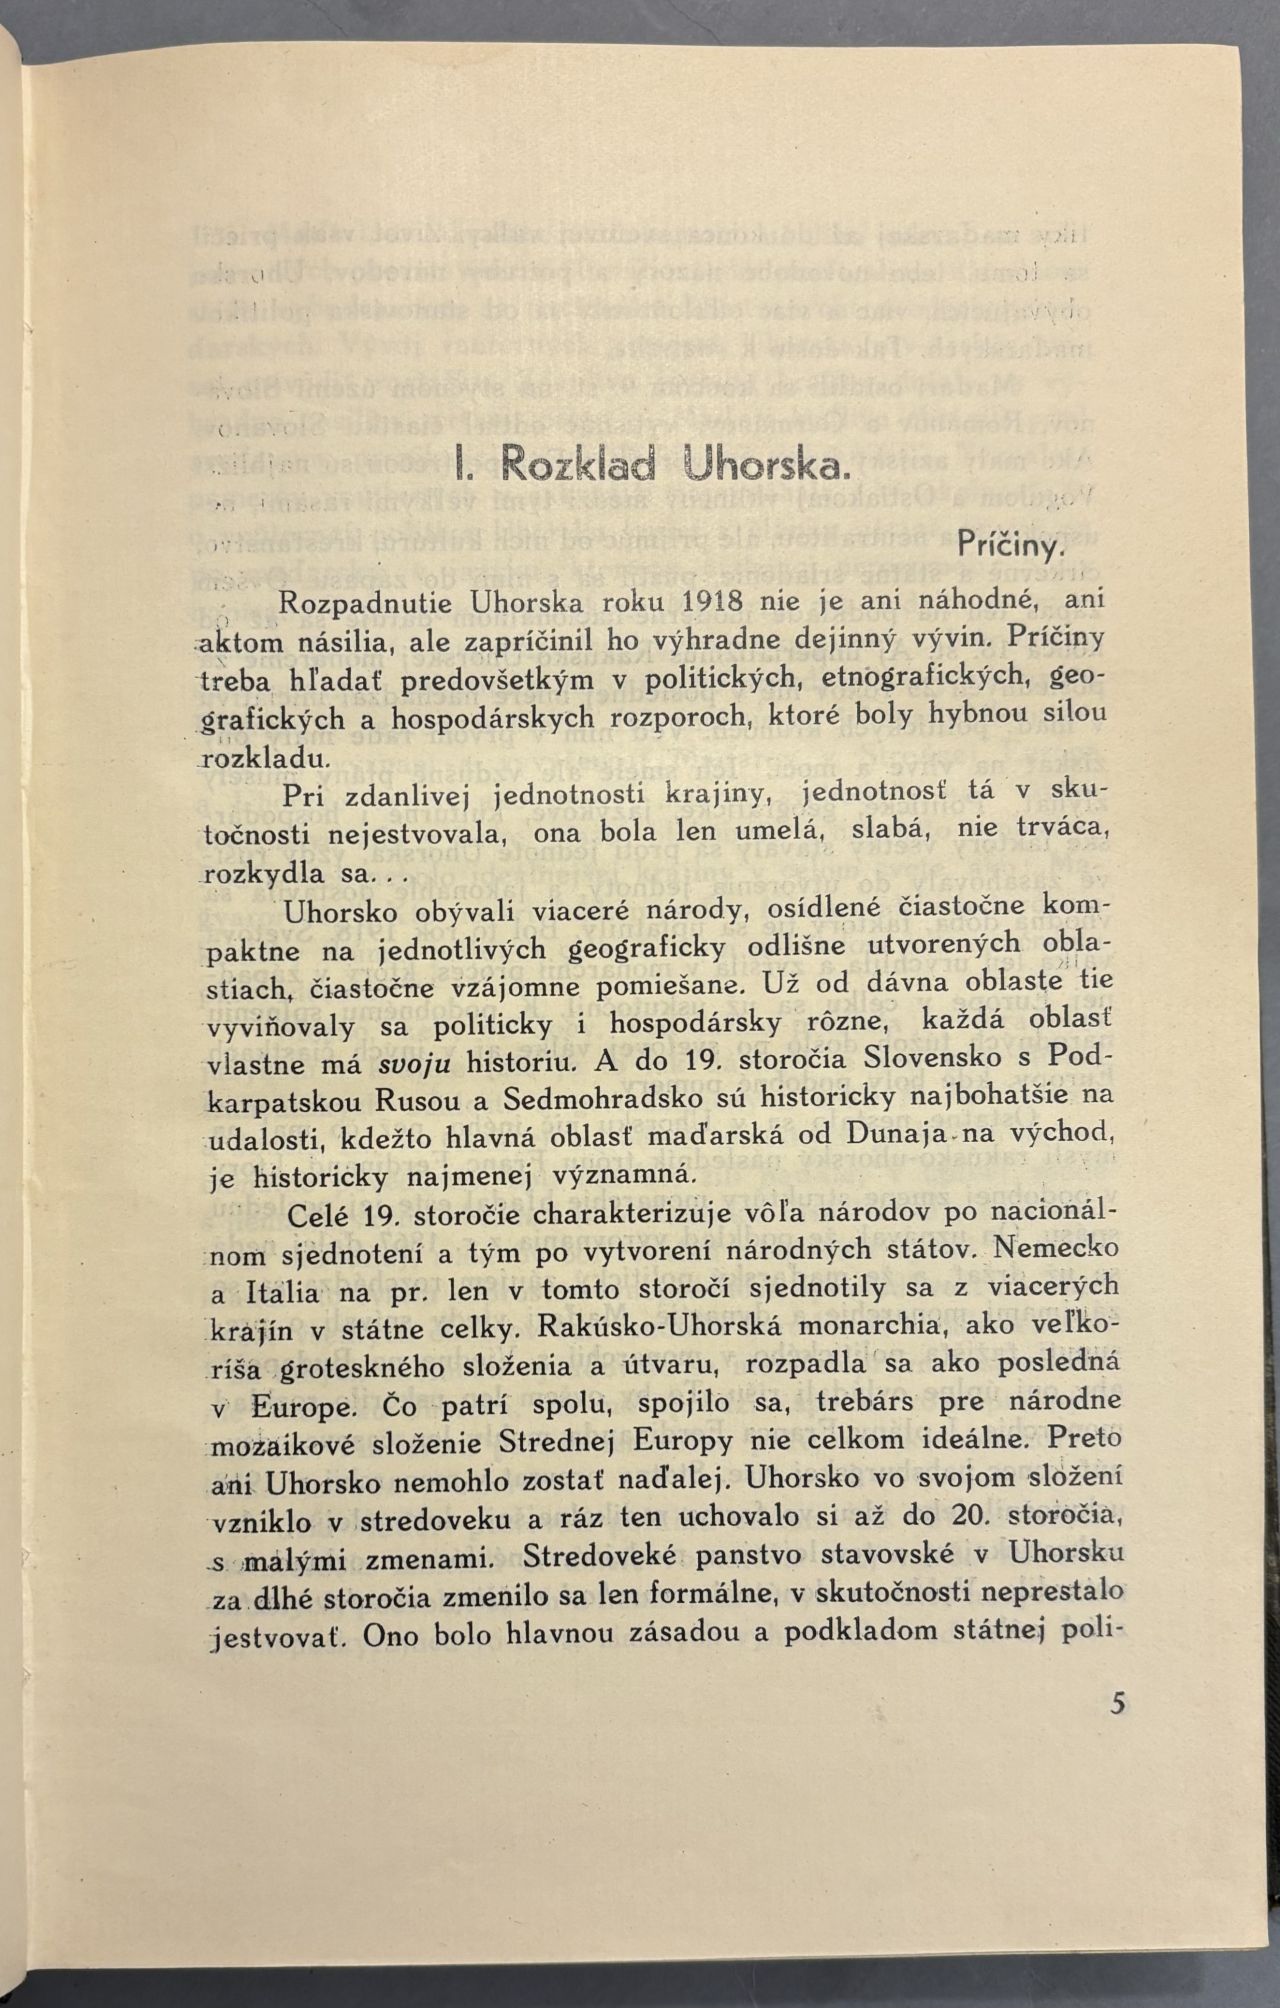 I. Rozklad Uhorska.
Príčiny.
Rozpadnutie Uhorska roku 1918 nie je ani náhodné, ani
aktom násilia, ale zapríčinil ho výhradne dejinný vývin. Príčiny
treba hľadať predovšetkým v politických, etnografických, geo-
grafických a hospodárskych rozporoch, ktoré boly hybnou silou
rozkladu.
Pri zdanlivej jednotnosti krajiny, jednotnosť tá v sku-
točnosti nejestvovala, ona bola len umelá, slabá, nie trváca,
rozkydla sa...
Uhorsko obývali viaceré národy, osídlené čiastočne kom-
paktne na jednotlivých geograficky odlišne utvorených obla-
stiach, čiastočne vzájomne pomiešane. Už od dávna oblaste tie
vyviňovaly sa politicky i hospodársky rôzne, každá oblasť
vlastne má svoju historiu. A do 19. storočia Slovensko s Pod-
karpatskou Rusou a Sedmohradsko sú historicky najbohatšie na
udalosti, kdežto hlavná oblasť maďarská od Dunaja na východ,
je historicky najmenej významná.
Celé 19. storočie charakterizuje vôľa národov po nacionál-
nom sjednotení a tým po vytvorení národných státov. Nemecko
a Italia na pr. len v tomto storočí sjednotily sa z viacerých
krajín v státne celky. Rakúsko-Uhorská monarchia, ako veľko-
ríša groteskného složenia a útvaru, rozpadla sa ako posledná
v Europe. Čo patrí spolu, spojilo sa, trebárs pre národne
mozaikové složenie Strednej Europy nie celkom ideálne. Preto
ani Uhorsko nemohlo zostať naďalej. Uhorsko vo svojom složení
vzniklo v stredoveku a ráz ten uchovalo si až do 20. storočia,
s malými zmenami. Stredoveké panstvo stavovské v Uhorsku
za dlhé storočia zmenilo sa len formálne, v skutočnosti neprestalo
jestvovať. Ono bolo hlavnou zásadou a podkladom státnej poli-
5